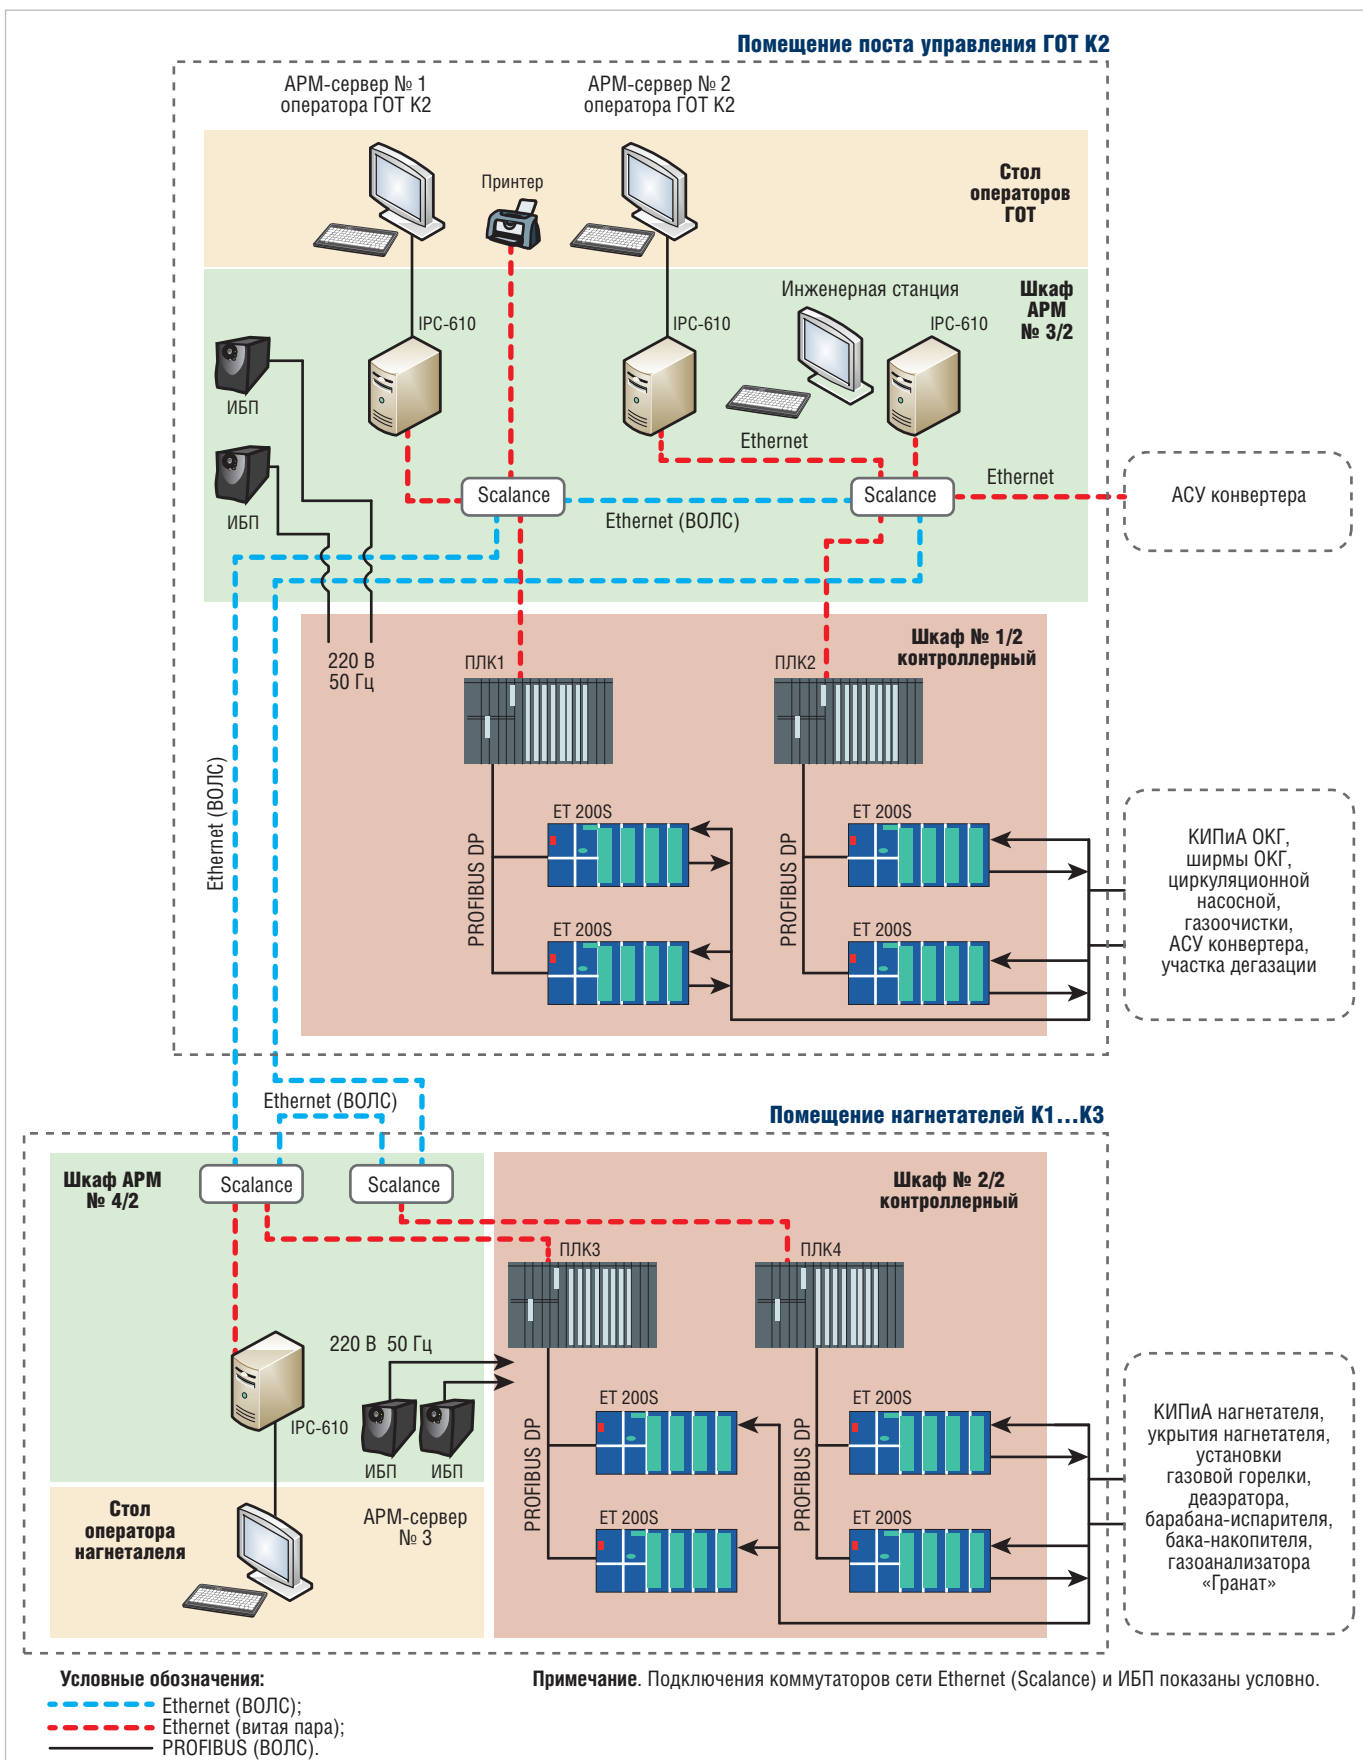 Помещение поста управления ГОТ К2
АРМ-сервер № 1
оператора ГОТ К2
АРМ-сервер № 2
оператора ГОТ К2
Принтер
Стол
операторов
ГОТ
Инженерная станция
Шкаф
АРМ
№ 3/2
IPC-610
IPC-610
IPC-610
ИБП
ИБП
Ethernet
Ethernet
Scalance
Scalance
Ethernet (ВОЛС)
АСУ конвертера
220 В
50 Гц
Шкаф № 1/2
контроллерный
ПЛК1
ПЛК2
Ethernet (ВОЛС)
PROFIBUS DP
PROFIBUS DP
ET 200S
ET 200S
ET 200S
ET 200S
КИПиА ОКГ,
ширмы ОКГ,
циркуляционной
насосной,
газоочистки,
АСУ конвертера,
участка дегазации
Ethernet (ВОЛС)
Помещение нагнетателей К1...К3
Шкаф АРМ
№ 4/2
Scalance
Scalance
Шкаф № 2/2
контроллерный
ПЛК3
ПЛК4
220 В 50 Гц
IPC-610
ИБП
ИБП
PROFIBUS DP
PROFIBUS DP
ET 200S
ET 200S
ET 200S
ET 200S
КИПиА нагнетателя,
укрытия нагнетателя,
установки
газовой горелки,
деаэратора,
барабана-испарителя,
бака-накопителя,
газоанализатора
«Гранат»
Стол
оператора
нагнеталеля
АРМ-сервер
№ 3
Условные обозначения:
Ethernet (ВОЛС);
Ethernet (витая пара);
PROFIBUS (ВОЛС).
Примечание. Подключения коммутаторов сети Ethernet (Scalance) и ИБП показаны условно.